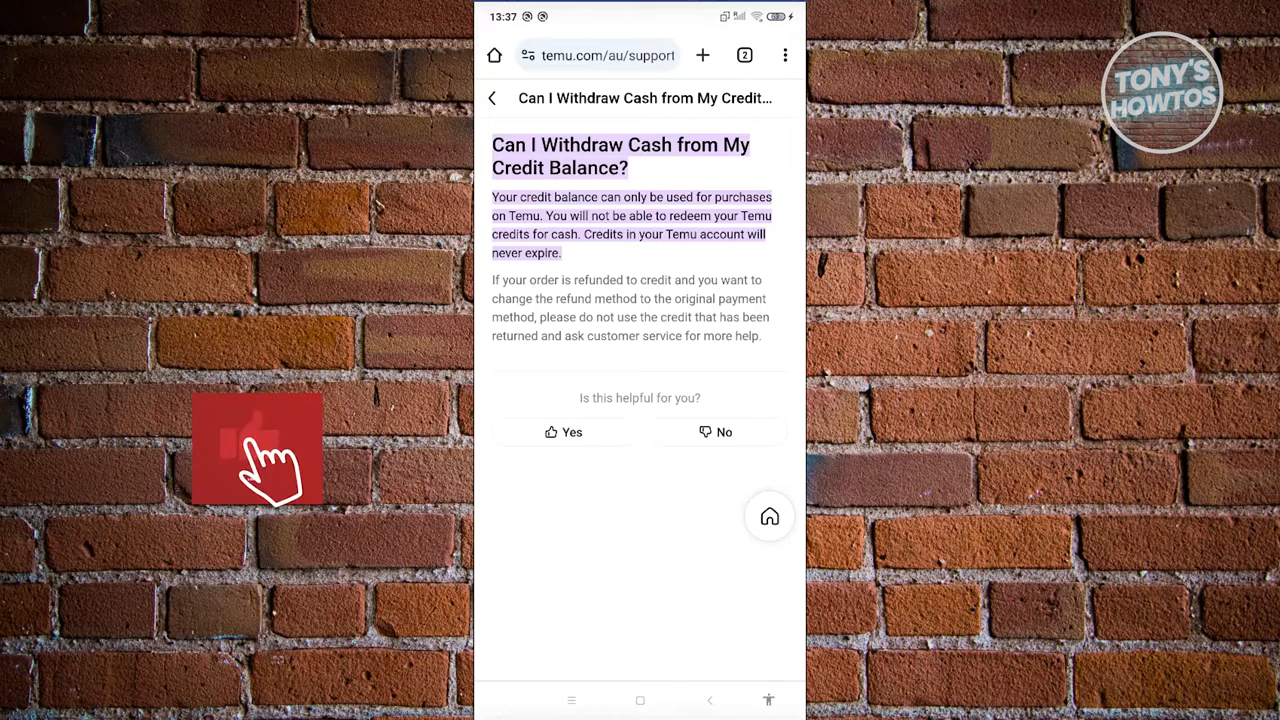 13:37
temu.com/au/support
2
Can I Withdraw Cash from My Credit...
Can I Withdraw Cash from My
Credit Balance?
Your credit balance can only be used for purchases
on Temu. You will not be able to redeem your Temu
credits for cash. Credits in your Temu account will
never expire.
If your order is refunded to credit and you want to
change the refund method to the original payment
method, please do not use the credit that has been
returned and ask customer service for more help.
Is this helpful for you?
Yes
No
TONY'S
HOWTOS